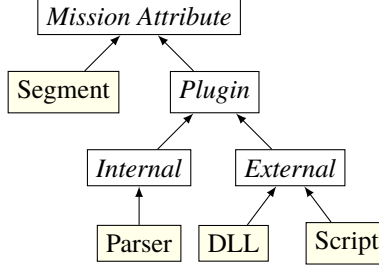 Mission Attribute
Segment
Plugin
Internal
External
Parser
DLL
Script